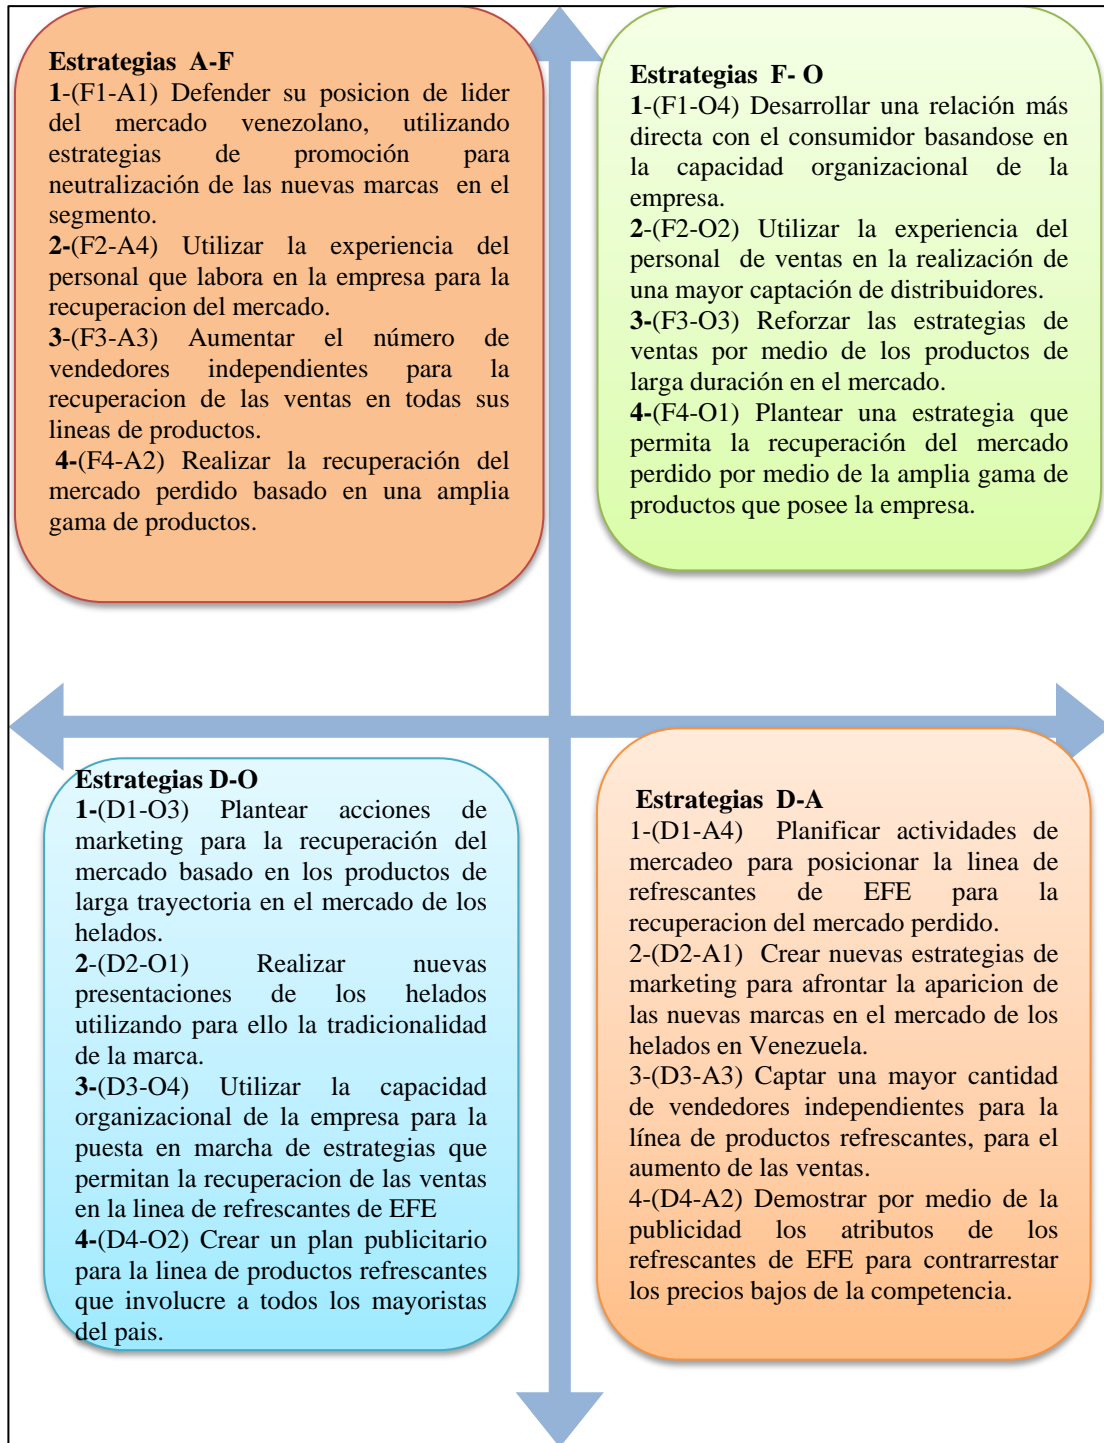 Estrategias A-F
1-(F1-A1) Defender su posicion de lider
del mercado venezolano, utilizando
estrategias de promoción para
neutralización de las nuevas marcas en el
segmento.
2-(F2-A4) Utilizar la experiencia del
personal que labora en la empresa para la
recuperacion del mercado.
3-(F3-A3) Aumentar el número de
vendedores independientes para la
recuperacion de las ventas en todas sus
lineas de productos.
4-(F4-A2) Realizar la recuperación del
mercado perdido basado en una amplia
gama de productos.
Estrategias F- O
1-(F1-O4) Desarrollar una relación más
directa con el consumidor basandose en
la capacidad organizacional de la
empresa.
2-(F2-O2) Utilizar la experiencia del
personal de ventas en la realización de
una mayor captación de distribuidores.
3-(F3-O3) Reforzar las estrategias de
ventas por medio de los productos de
larga duración en el mercado.
4-(F4-O1) Plantear una estrategia que
permita la recuperación del mercado
perdido por medio de la amplia gama de
productos que posee la empresa.
Estrategias D-O
1-(D1-O3) Plantear acciones de
marketing para la recuperación del
mercado basado en los productos de
larga trayectoria en el mercado de los
helados.
2-(D2-O1) Realizar nuevas
presentaciones de los helados
utilizando para ello la tradicionalidad
de la marca.
3-(D3-O4) Utilizar la capacidad
organizacional de la empresa para la
puesta en marcha de estrategias que
permitan la recuperacion de las ventas
en la linea de refrescantes de EFE
4-(D4-O2) Crear un plan publicitario
para la linea de productos refrescantes
que involucre a todos los mayoristas
del pais.
Estrategias D-A
1-(D1-A4) Planificar actividades de
mercadeo para posicionar la linea de
refrescantes de EFE para la
recuperacion del mercado perdido.
2-(D2-A1) Crear nuevas estrategias de
marketing para afrontar la aparicion de
las nuevas marcas en el mercado de los
helados en Venezuela.
3-(D3-A3) Captar una mayor cantidad
de vendedores independientes para la
línea de productos refrescantes, para el
aumento de las ventas.
4-(D4-A2) Demostrar por medio de la
publicidad los atributos de los
refrescantes de EFE para contrarrestar
los precios bajos de la competencia.